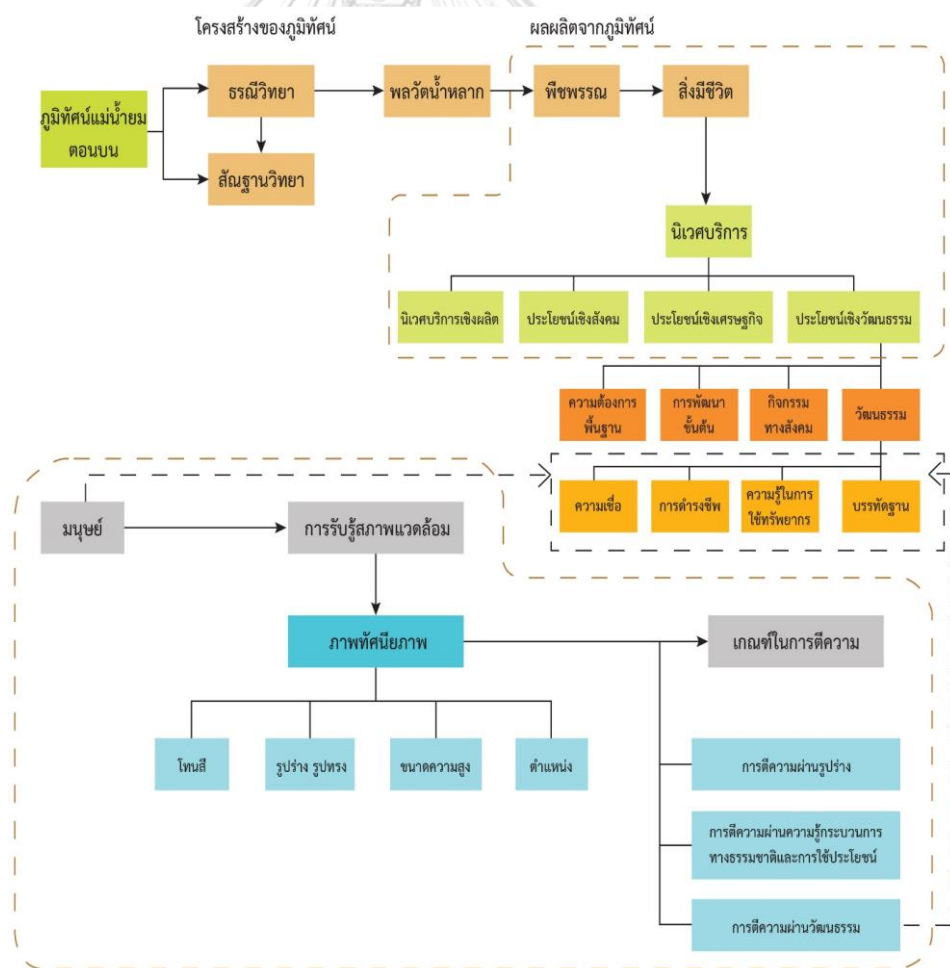 โครงสร้างของภูมิทัศน์
ผลผลิตจากภูมิทัศน์
ภูมิทัศน์แม่น้ำยม
ตอนบน
ธรณีวิทยา
พลวัตน้ำหลาก
พืชพรรณ
สิ่งมีชีวิต
สัณฐานวิทยา
นิเวศบริการ
นิเวศบริการเชิงผลิต
ประโยชน์เชิงสังคม
ประโยชน์เชิงเศรษฐกิจ
ประโยชน์เชิงวัฒนธรรม
ความต้องการ
พื้นฐาน
การพัฒนา
ขั้นต้น
กิจกรรม
ทางสังคม
วัฒนธรรม
ความเชื่อ
การดำรงชีพ
ความรู้ในการ
ใช้ทรัพยากร
บรรทัดฐาน
มนุษย์
การรับรู้สภาพแวดล้อม
ภาพทัศนียภาพ
เกณฑ์ในการตีความ
โทนสี
รูปร่าง รูปทรง
ขนาดความสูง
ตำแหน่ง
การตีความผ่านรูปร่าง
การตีความผ่านความรู้กระบวนการ
ทางธรรมชาติและการใช้ประโยชน์
การตีความผ่านวัฒนธรรม